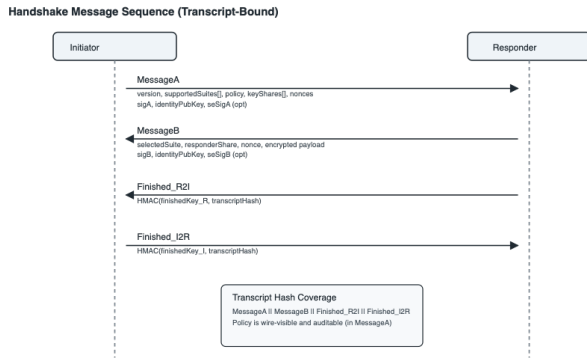 Handshake Message Sequence (Transcript-Bound)
Initiator
Responder
MessageA
version, supportedSuites[], policy, keyShares[], nonces
sigA, identityPubKey, seSigA (opt)
MessageB
selectedSuite, responderShare, nonce, encrypted payload
sigB, identityPubKey, seSigB (opt)
Finished_R2I
HMAC(finishedKey_R, transcriptHash)
Finished_I2R
HMAC(finishedKey_I, transcriptHash)
Transcript Hash Coverage
MessageA || MessageB || Finished_R2I || Finished_I2R
Policy is wire-visible and auditable (in MessageA)